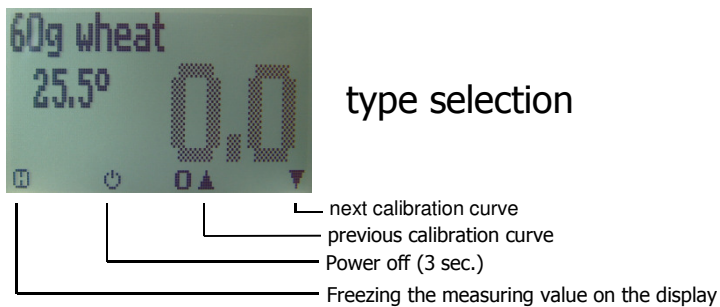 60g wheat
25.5º
0.0
type selection
next calibration curve
previous calibration curve
Power off (3 sec.)
Freezing the measuring value on the display